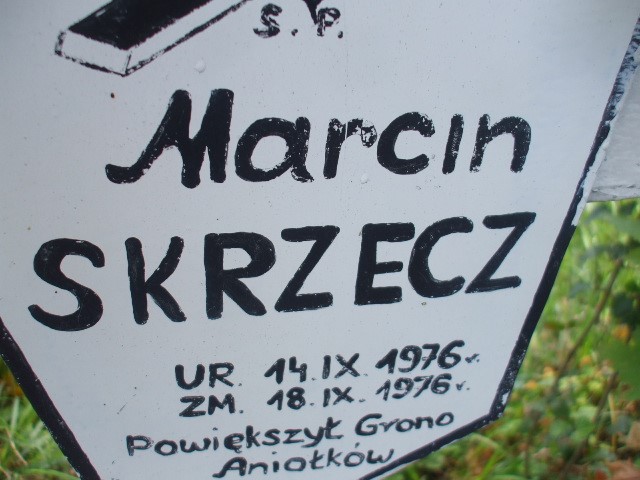 S. P.
Marcin
SKRZECZ
UR. 14. IX. 1976 r.
ZM. 18. IX. 1976 r.
Powiększył Grono
Aniołków